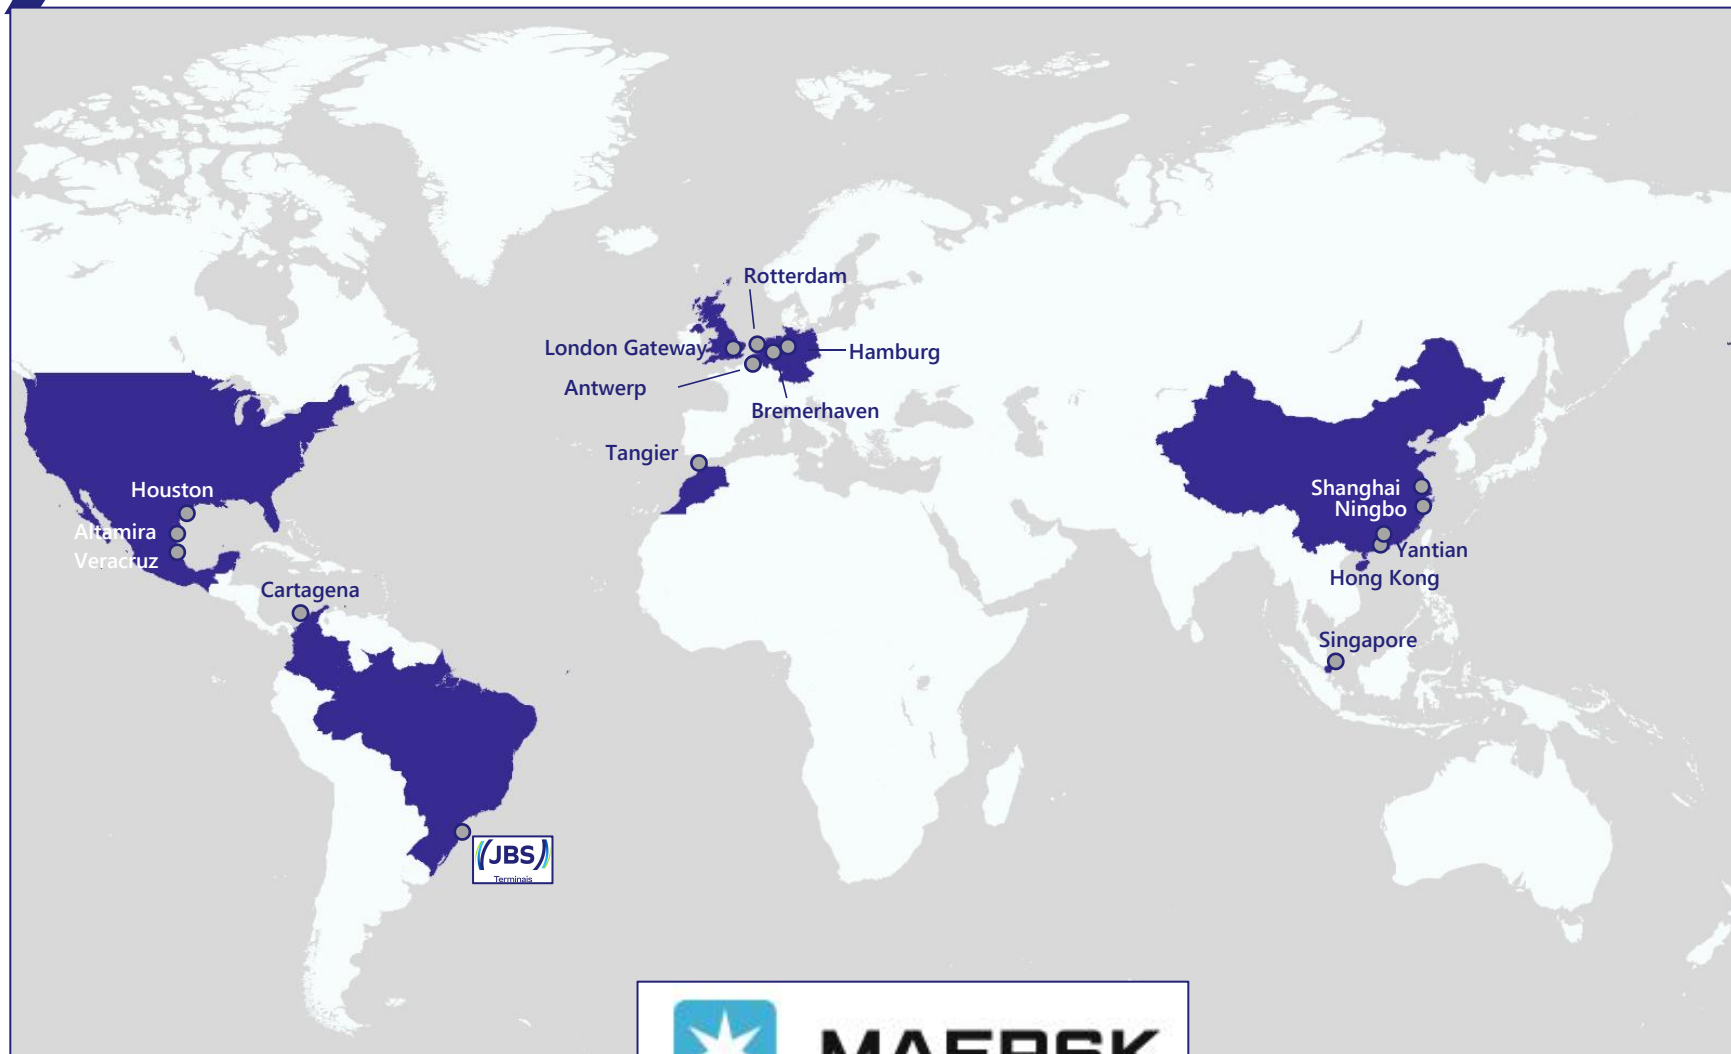 Rotterdam
London Gateway
Hamburg
Antwerp
Bremerhaven
Tangier
Houston
Altamira
Veracruz
Cartagena
Shanghai
Ningbo
Yantian
Hong Kong
Singapore
JBS
Terminais
MAERSK